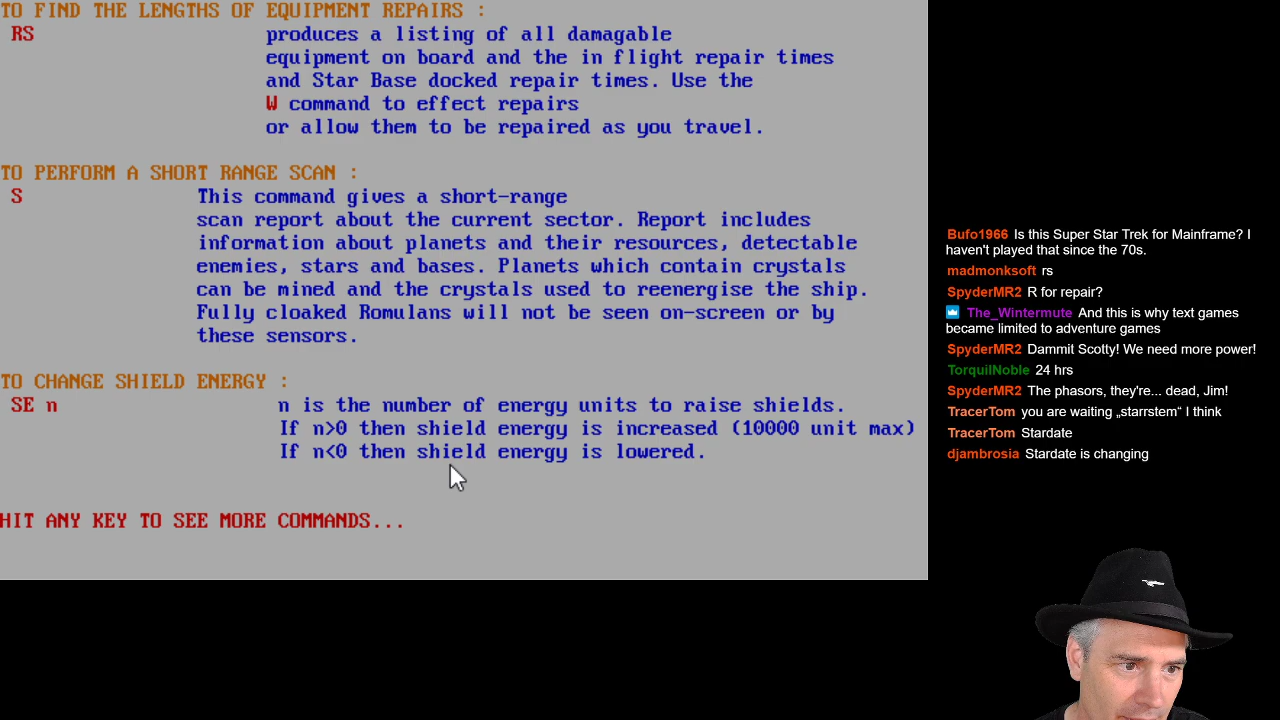 TO FIND THE LENGTHS OF EQUIPMENT REPAIRS :
RS produces a listing of all damagable
equipment on board and the in flight repair times
and Star Base docked repair times. Use the
W command to effect repairs
or allow them to be repaired as you travel.
TO PERFORM A SHORT RANGE SCAN :
S This command gives a short-range
scan report about the current sector. Report includes
information about planets and their resources, detectable
enemies, stars and bases. Planets which contain crystals
can be mined and the crystals used to reenergise the ship.
Fully cloaked Romulans will not be seen on-screen or by
these sensors.
TO CHANGE SHIELD ENERGY :
SE n n is the number of energy units to raise shields.
If n>0 then shield energy is increased (10000 unit max)
If n<0 then shield energy is lowered.
HIT ANY KEY TO SEE MORE COMMANDS...
Bufo1966 Is this Super Star Trek for Mainframe? I
haven't played that since the 70s.
madmonksoft rs
SpyderMR2 R for repair?
The_Wintermute And this is why text games
became limited to adventure games
SpyderMR2 Dammit Scotty! We need more power!
TorquilNoble 24 hrs
SpyderMR2 The phasors, they're... dead, Jim!
TracerTom you are waiting „starrstem“ I think
TracerTom Stardate
djambrosia Stardate is changing